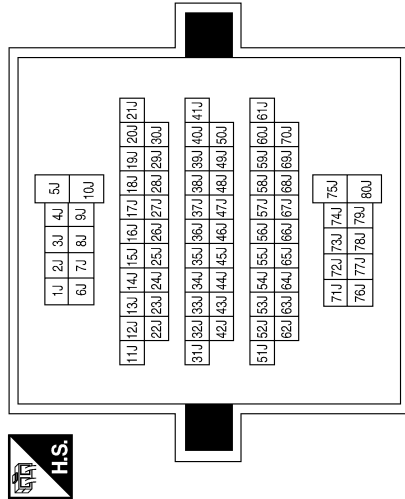 1J 2J 3J 4J 5J
6J 7J 8J 9J 10J
11J 12J 13J 14J 15J 16J 17J 18J 19J 20J 21J
22J 23J 24J 25J 26J 27J 28J 29J 30J
31J 32J 33J 34J 35J 36J 37J 38J 39J 40J 41J
42J 43J 44J 45J 46J 47J 48J 49J 50J
51J 52J 53J 54J 55J 56J 57J 58J 59J 60J 61J
62J 63J 64J 65J 66J 67J 68J 69J 70J
71J 72J 73J 74J 75J
76J 77J 78J 79J 80J
H.S.